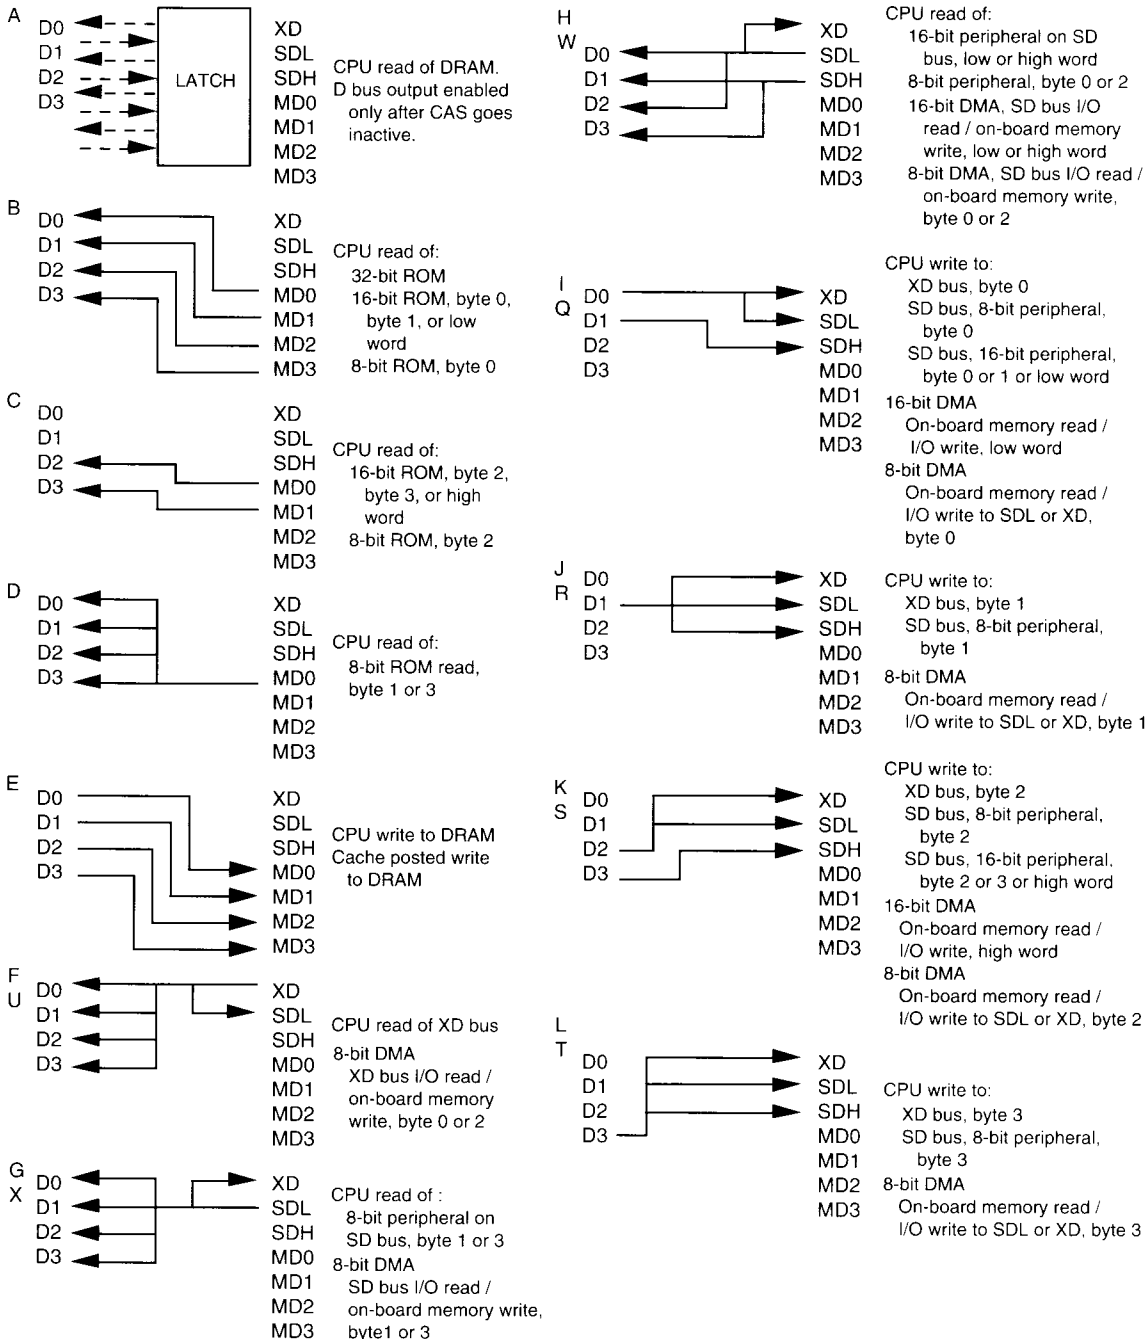 A
D0
D1
D2
D3
LATCH
XD
SDL
SDH
MD0
MD1
MD2
MD3
CPU read of DRAM.
D bus output enabled
only after CAS goes
inactive.
B
D0
D1
D2
D3
XD
SDL
SDH
MD0
MD1
MD2
MD3
CPU read of:
32-bit ROM
16-bit ROM, byte 0,
byte 1, or low
word
8-bit ROM, byte 0
C
D0
D1
D2
D3
XD
SDL
SDH
MD0
MD1
MD2
MD3
CPU read of:
16-bit ROM, byte 2,
byte 3, or high
word
8-bit ROM, byte 2
D
D0
D1
D2
D3
XD
SDL
SDH
MD0
MD1
MD2
MD3
CPU read of:
8-bit ROM read,
byte 1 or 3
E
D0
D1
D2
D3
XD
SDL
SDH
MD0
MD1
MD2
MD3
CPU write to DRAM
Cache posted write
to DRAM
F
U
D0
D1
D2
D3
XD
SDL
SDH
MD0
MD1
MD2
MD3
CPU read of XD bus
8-bit DMA
XD bus I/O read /
on-board memory
write, byte 0 or 2
G
X
D0
D1
D2
D3
XD
SDL
SDH
MD0
MD1
MD2
MD3
CPU read of :
8-bit peripheral on
SD bus, byte 1 or 3
8-bit DMA
SD bus I/O read /
on-board memory write,
byte1 or 3
H
W
D0
D1
D2
D3
XD
SDL
SDH
MD0
MD1
MD2
MD3
CPU read of:
16-bit peripheral on SD
bus, low or high word
8-bit peripheral, byte 0 or 2
16-bit DMA, SD bus I/O
read / on-board memory
write, low or high word
8-bit DMA, SD bus I/O read /
on-board memory write,
byte 0 or 2
I
Q
D0
D1
D2
D3
XD
SDL
SDH
MD0
MD1
MD2
MD3
CPU write to:
XD bus, byte 0
SD bus, 8-bit peripheral,
byte 0
SD bus, 16-bit peripheral,
byte 0 or 1 or low word
16-bit DMA
On-board memory read /
I/O write, low word
8-bit DMA
On-board memory read /
I/O write to SDL or XD,
byte 0
J
R
D0
D1
D2
D3
XD
SDL
SDH
MD0
MD1
MD2
MD3
CPU write to:
XD bus, byte 1
SD bus, 8-bit peripheral,
byte 1
8-bit DMA
On-board memory read /
I/O write to SDL or XD, byte 1
K
S
D0
D1
D2
D3
XD
SDL
SDH
MD0
MD1
MD2
MD3
CPU write to:
XD bus, byte 2
SD bus, 8-bit peripheral,
byte 2
SD bus, 16-bit peripheral,
byte 2 or 3 or high word
16-bit DMA
On-board memory read /
I/O write, high word
8-bit DMA
On-board memory read /
I/O write to SDL or XD, byte 2
L
T
D0
D1
D2
D3
XD
SDL
SDH
MD0
MD1
MD2
MD3
CPU write to:
XD bus, byte 3
SD bus, 8-bit peripheral,
byte 3
8-bit DMA
On-board memory read /
I/O write to SDL or XD, byte 3